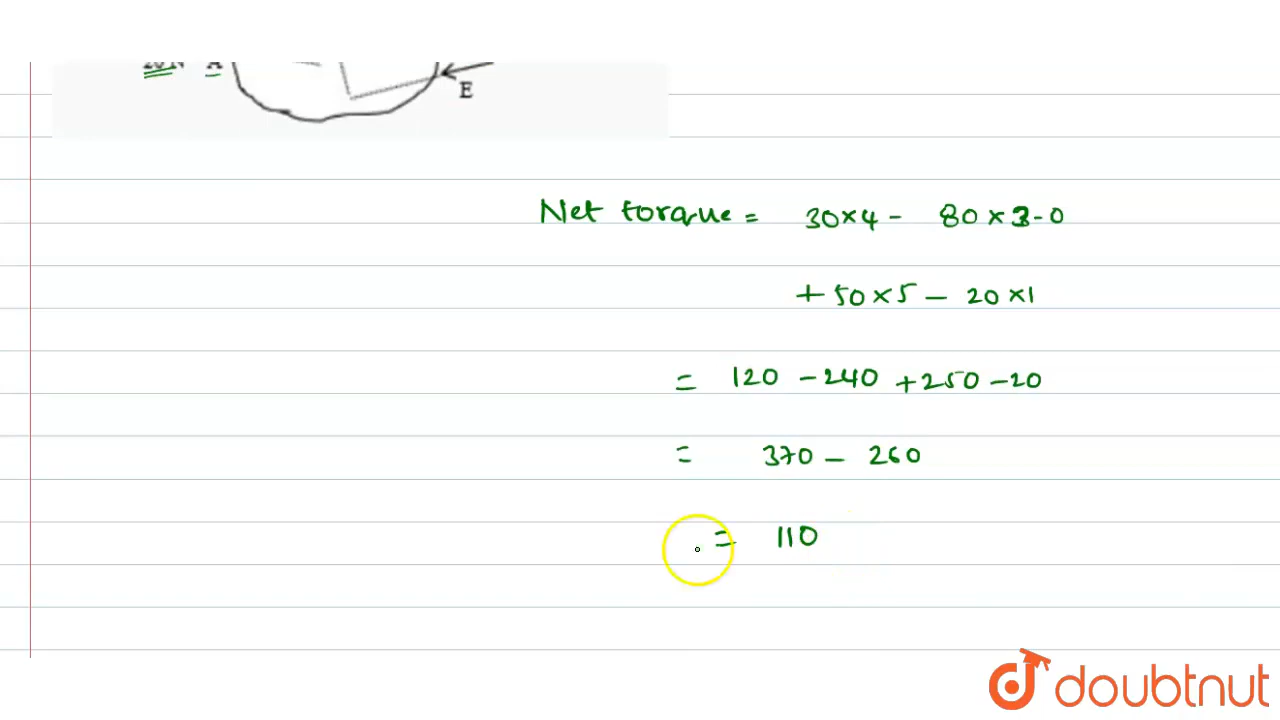 A
E
Net torque = 30×4 - 80×3-0
+ 50×5 - 20×1
= 120 - 240 + 250 - 20
= 370 - 260
= 110
doubtnut